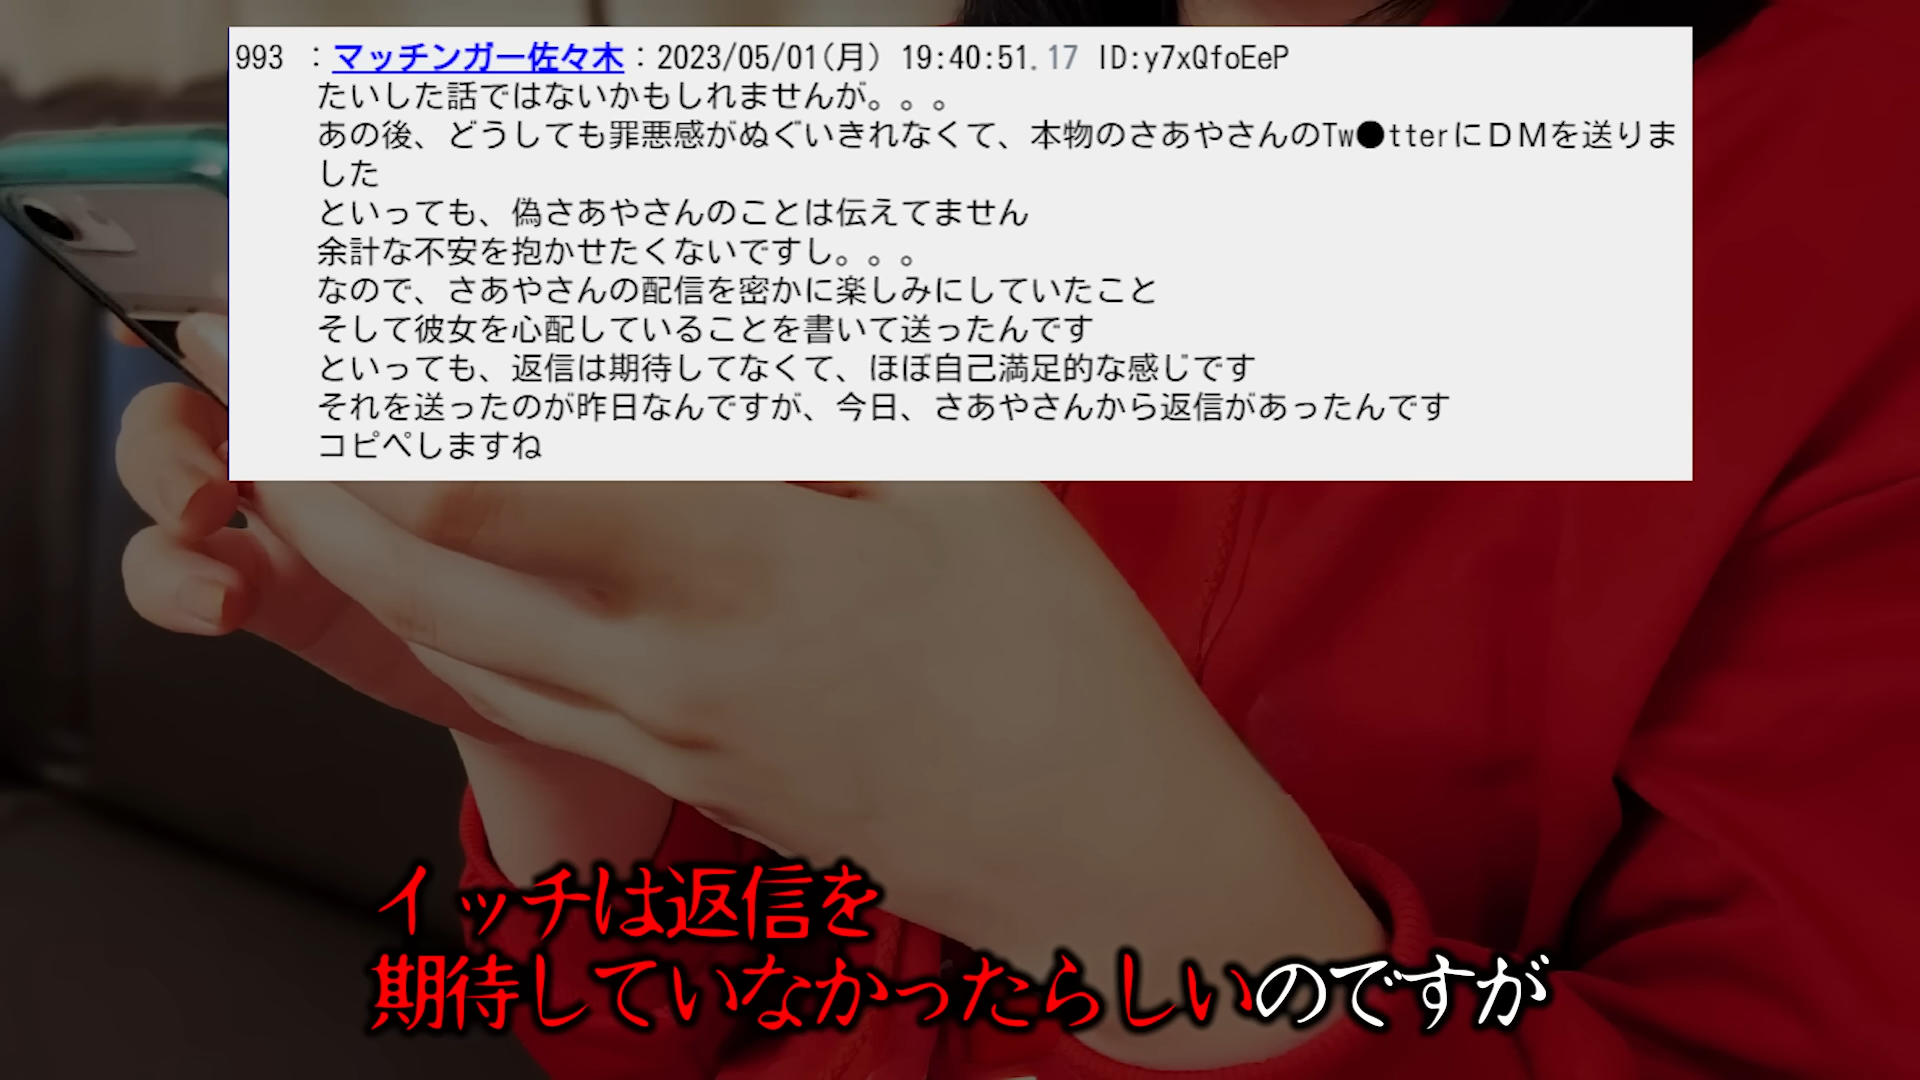 993 ：マッチンガー佐々木：2023/05/01(月) 19:40:51.17 ID:y7xQfoEeP
たいした話ではないかもしれませんが。。。
あの後、どうしても罪悪感がぬぐいきれなくて、本物のさあやさんのTw●tterにＤＭを送りま
した
といっても、偽さあやさんのことは伝えてません
余計な不安を抱かせたくないですし。。。
なので、さあやさんの配信を密かに楽しみにしていたこと
そして彼女を心配していることを書いて送ったんです
といっても、返信は期待してなくて、ほぼ自己満足的な感じです
それを送ったのが昨日なんですが、今日、さあやさんから返信があったんです
コピペしますね
イッチは返信を
期待していなかったらしいのですが